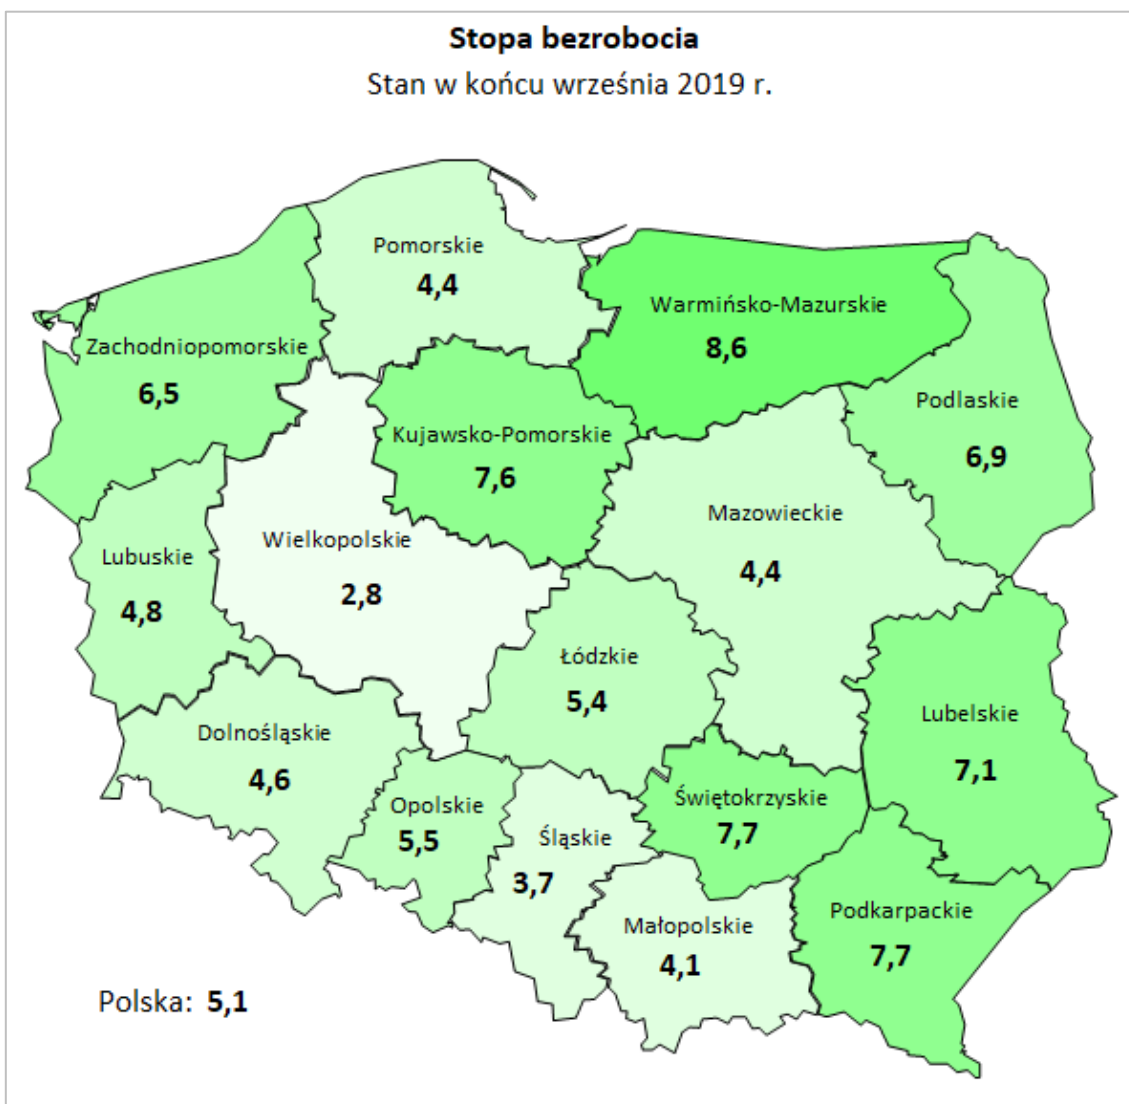 Stopa bezrobocia
Stan w końcu września 2019 r.
Pomorskie
4,4
Warmińsko-Mazurskie
8,6
Zachodniopomorskie
6,5
Podlaskie
6,9
Kujawsko-Pomorskie
7,6
Mazowieckie
4,4
Wielkopolskie
2,8
Lubuskie
4,8
Łódzkie
5,4
Lubelskie
7,1
Dolnośląskie
4,6
Opolskie
5,5
Świętokrzyskie
7,7
Śląskie
3,7
Małopolskie
4,1
Podkarpackie
7,7
Polska: 5,1